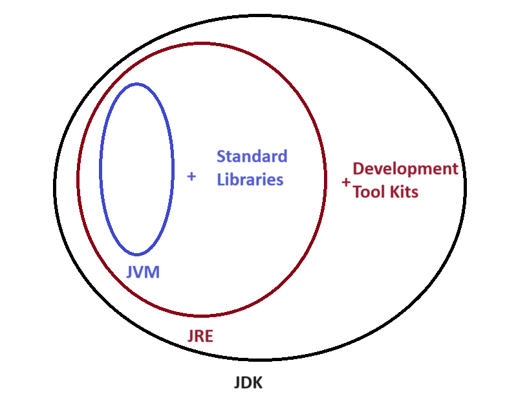 +
Standard
Libraries
+
Development
Tool Kits
JVM
JRE
JDK